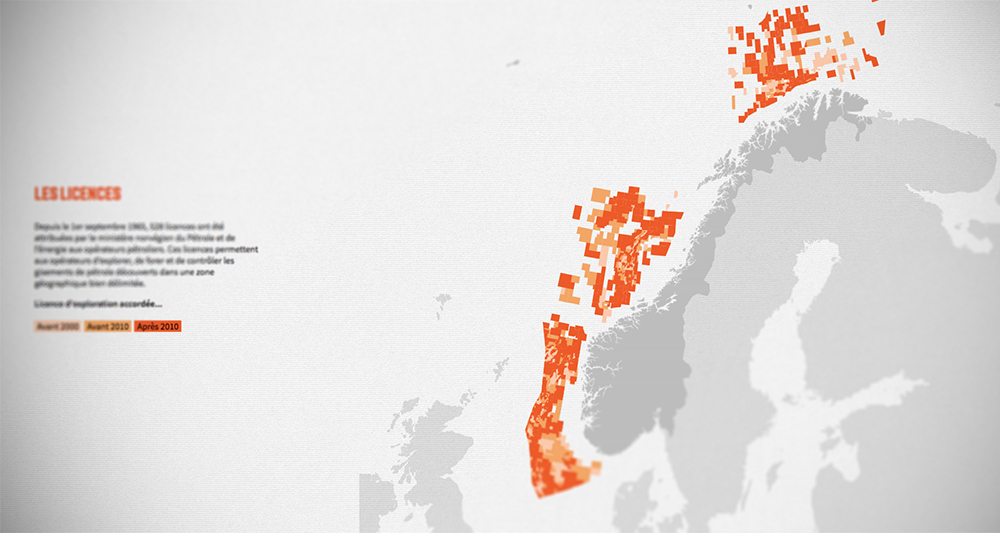 LES LICENCES
Depuis le 1er septembre 1965, 528 licences ont été
attribuées par le ministère norvégien du Pétrole et de
l'Énergie aux opérateurs pétroliers. Ces licences permettent
aux opérateurs d'explorer, de forer et de contrôler les
gisements de pétrole découverts dans une zone
géographique bien délimitée.
Licence d'exploration accordée...
Avant 2000 Avant 2010 Après 2010